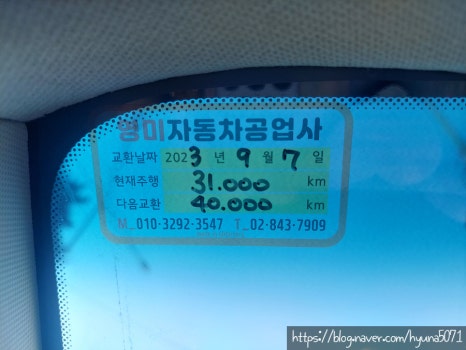 형미자동차공업사
교환날짜 2023 년 9 월 7 일
현재주행 31.000 km
다음교환 40.000 km
M_010·3292·3547 T_02·843·7909
https://blog.naver.com/hyuna5071